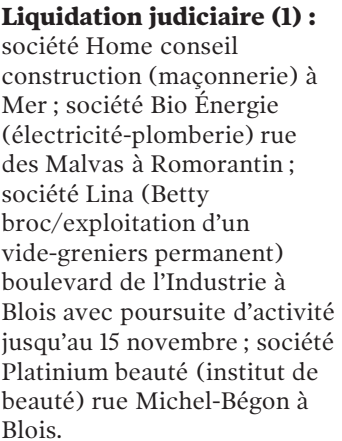 Liquidation judiciaire (1) :
société Home conseil
construction (maçonnerie) à
Mer ; société Bio Énergie
(électricité-plomberie) rue
des Malvas à Romorantin ;
société Lina (Betty
broc/exploitation d’un
vide-greniers permanent)
boulevard de l’Industrie à
Blois avec poursuite d’activité
jusqu’au 15 novembre ; société
Platinium beauté (institut de
beauté) rue Michel-Bégon à
Blois.